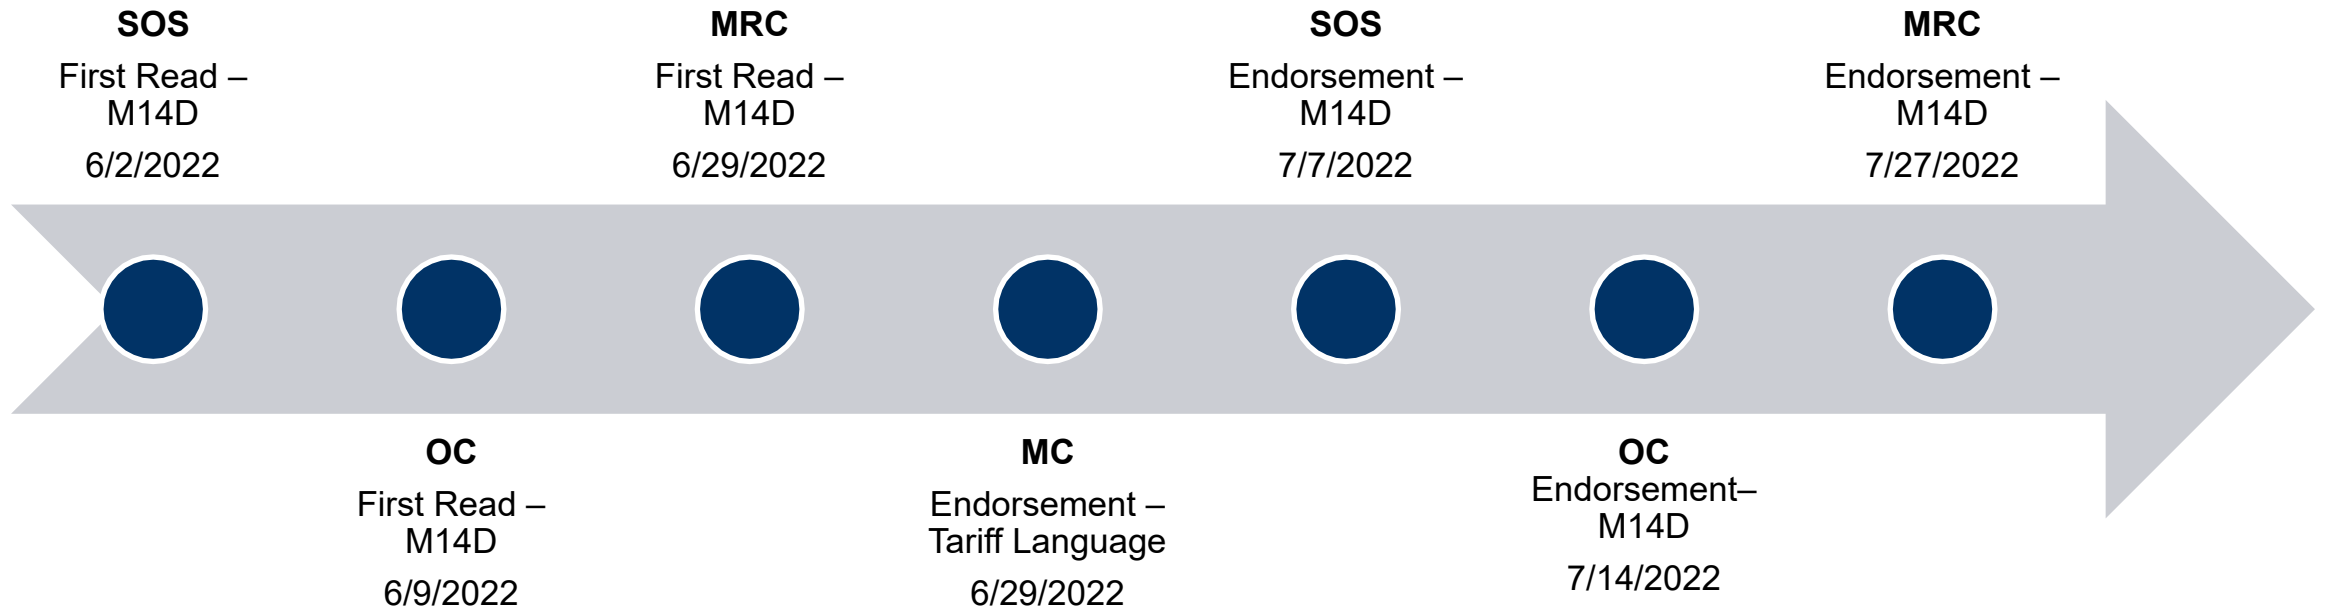 SOS
First Read –
M14D
6/2/2022
OC
First Read –
M14D
6/9/2022
MRC
First Read –
M14D
6/29/2022
MC
Endorsement –
Tariff Language
6/29/2022
SOS
Endorsement –
M14D
7/7/2022
OC
Endorsement–
M14D
7/14/2022
MRC
Endorsement –
M14D
7/27/2022